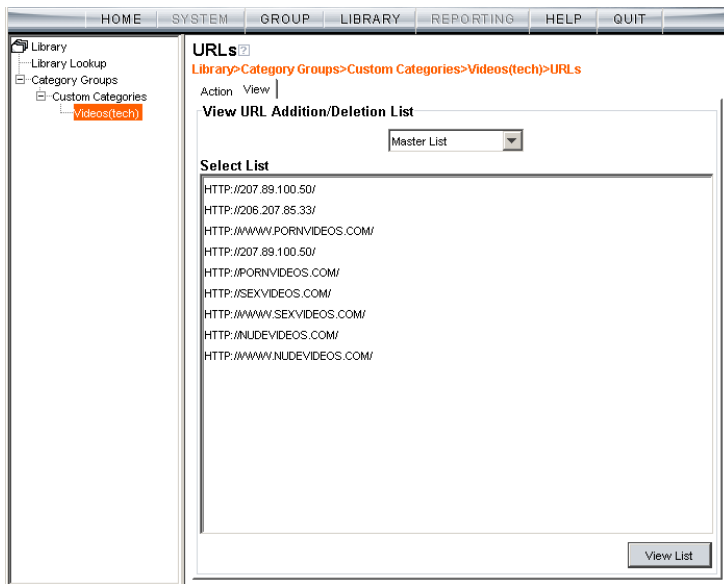 HOME SYSTEM GROUP LIBRARY REPORTING HELP QUIT
Library
Library Lookup
Category Groups
Custom Categories
Videos(tech)
URLs?
Library>Category Groups>Custom Categories>Videos(tech)>URLs
Action View
View URL Addition/Deletion List
Master List
Select List
HTTP://207.89.100.50/
HTTP://206.207.85.33/
HTTP://WWW.PORNVIDEOS.COM/
HTTP://207.89.100.50/
HTTP://PORNVIDEOS.COM/
HTTP://SEXVIDEOS.COM/
HTTP://WWW.SEXVIDEOS.COM/
HTTP://NUDEVIDEOS.COM/
HTTP://WWW.NUDEVIDEOS.COM/
View List